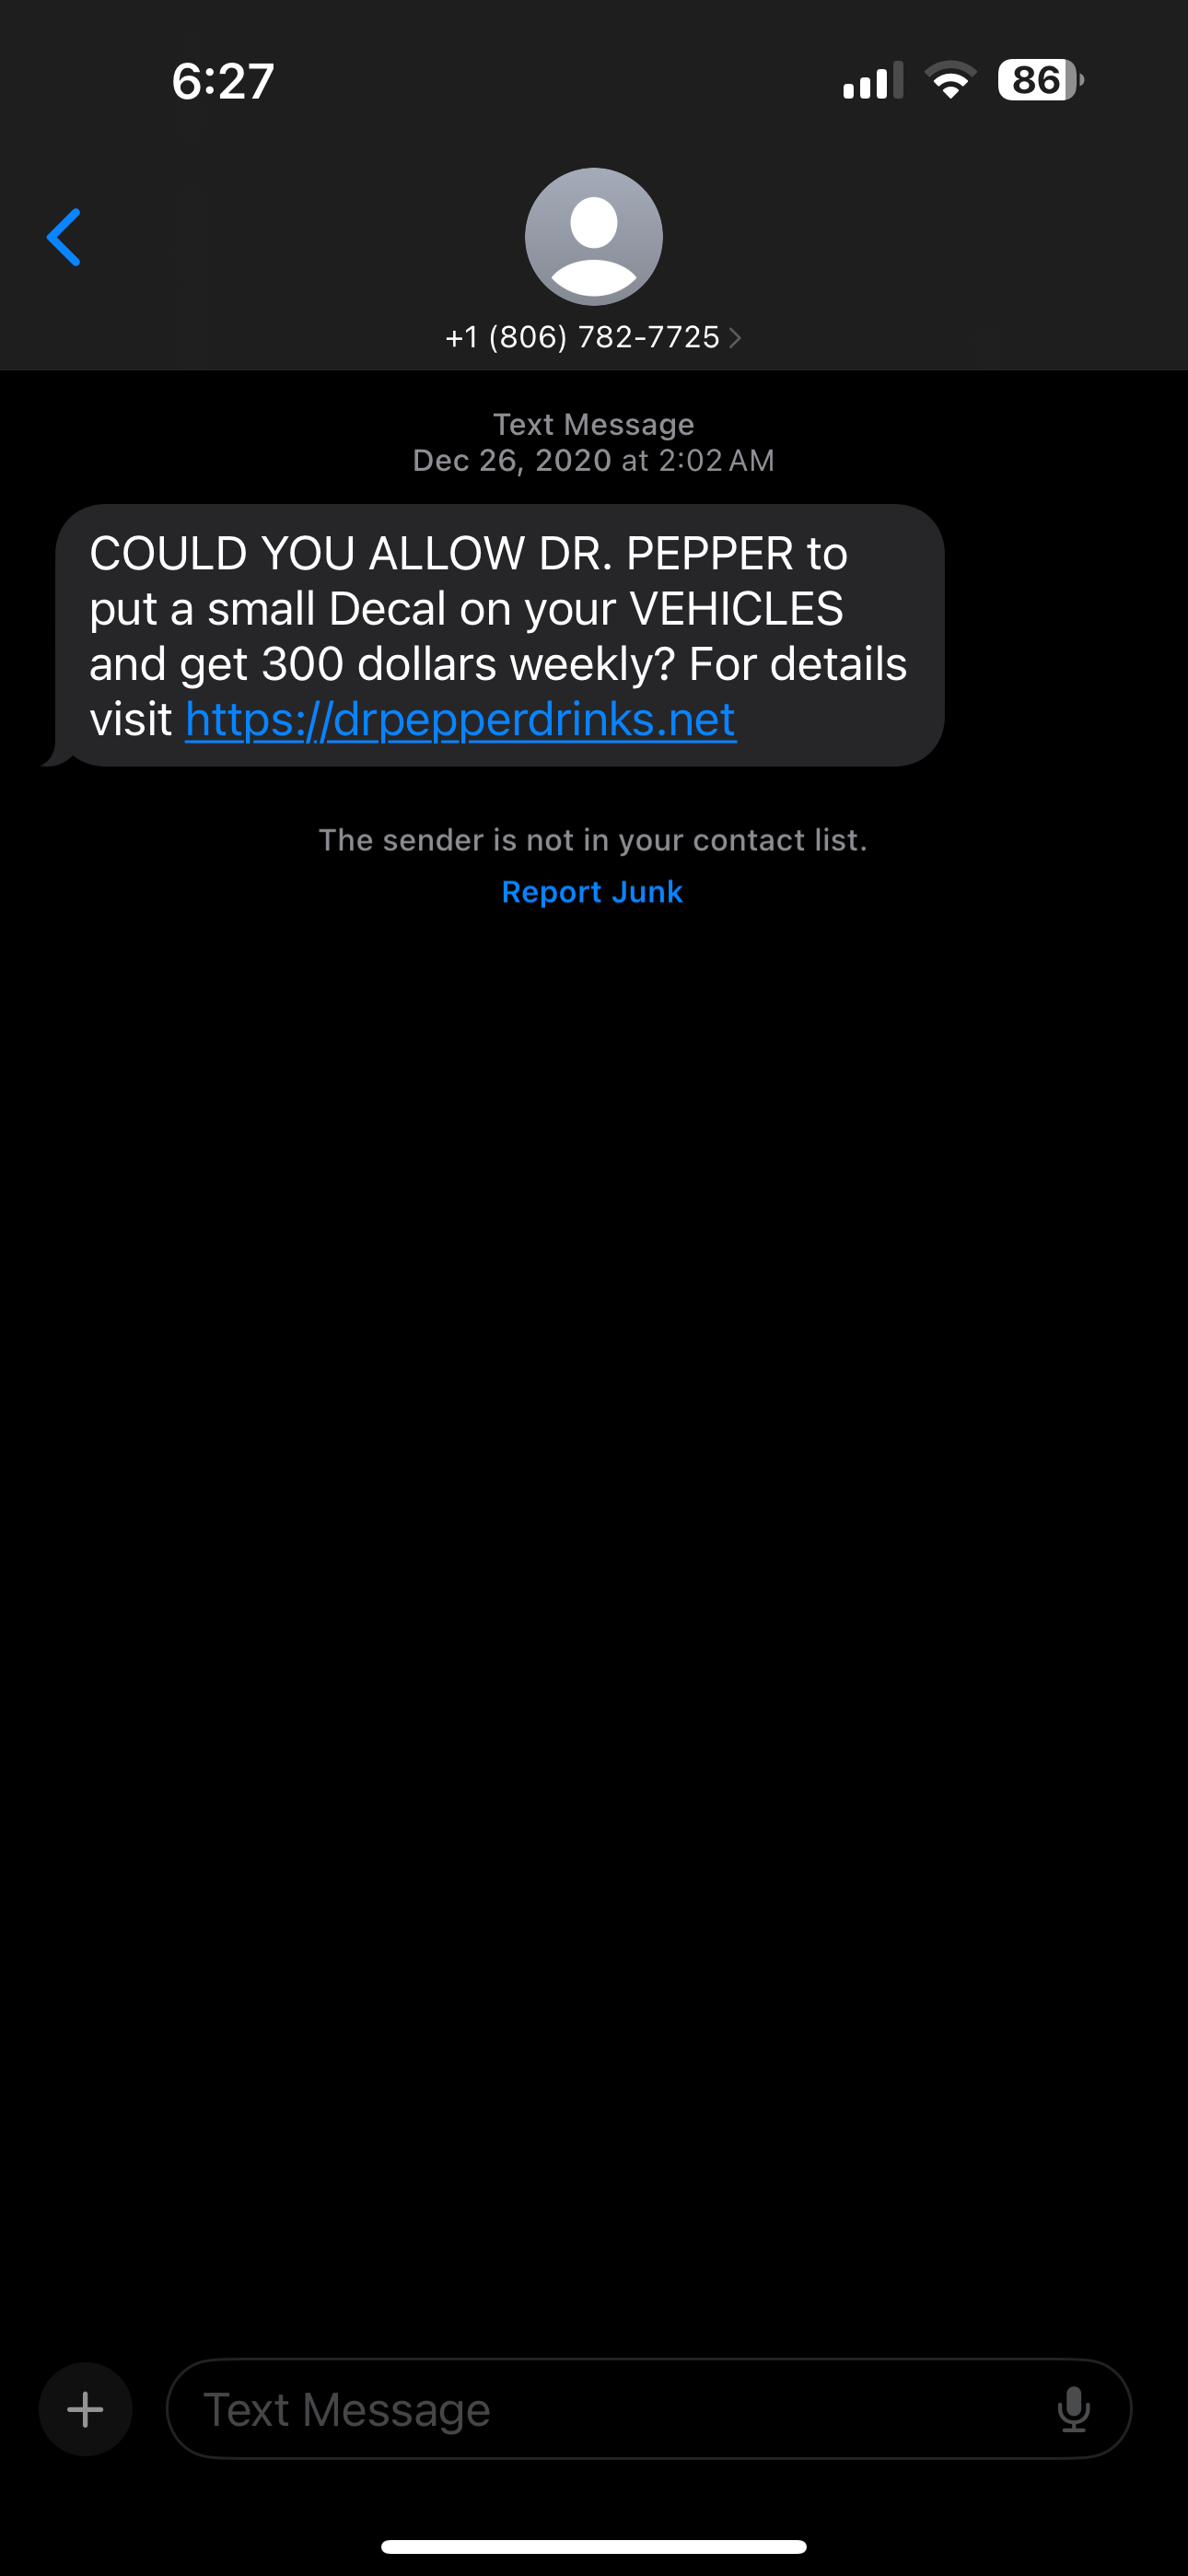 6:27
86
+1 (806) 782-7725
Text Message
Dec 26, 2020 at 2:02 AM
COULD YOU ALLOW DR. PEPPER to
put a small Decal on your VEHICLES
and get 300 dollars weekly? For details
visit https://drpepperdrinks.net
The sender is not in your contact list.
Report Junk
Text Message